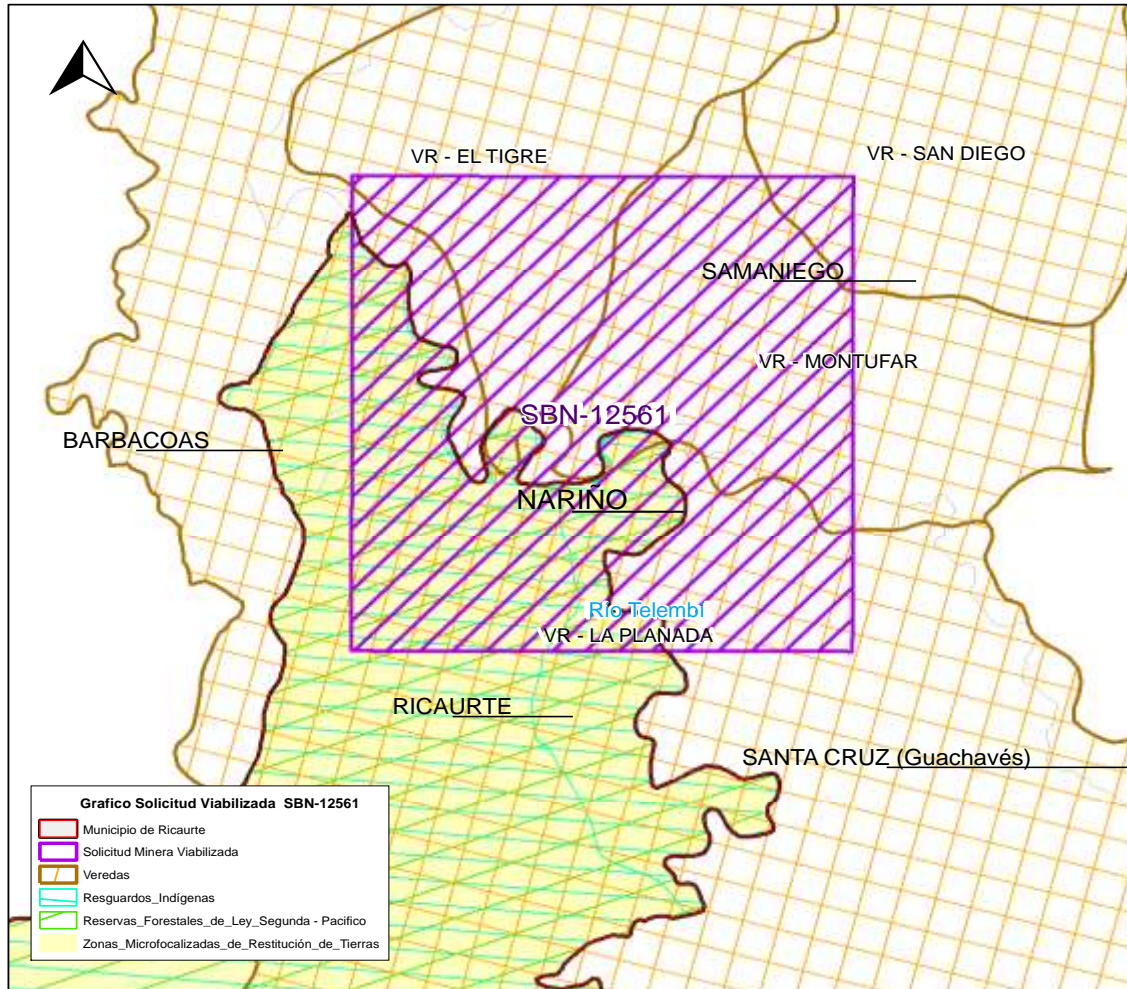 VR - EL TIGRE
VR - SAN DIEGO
SAMANIEGO
VR - MONTUFAR
SBN-12561
BARBACOAS
NARIÑO
Río Telembí
VR - LA PLANADA
RICAURTE
SANTA CRUZ (Guachavés)
Grafico Solicitud Viabilizada SBN-12561
Municipio de Ricaurte
Solicitud Minera Viabilizada
Veredas
Resguardos_Indígenas
Reservas_Forestales_de_Ley_Segunda - Pacifico
Zonas_Microfocalizadas_de_Restitución_de_Tierras